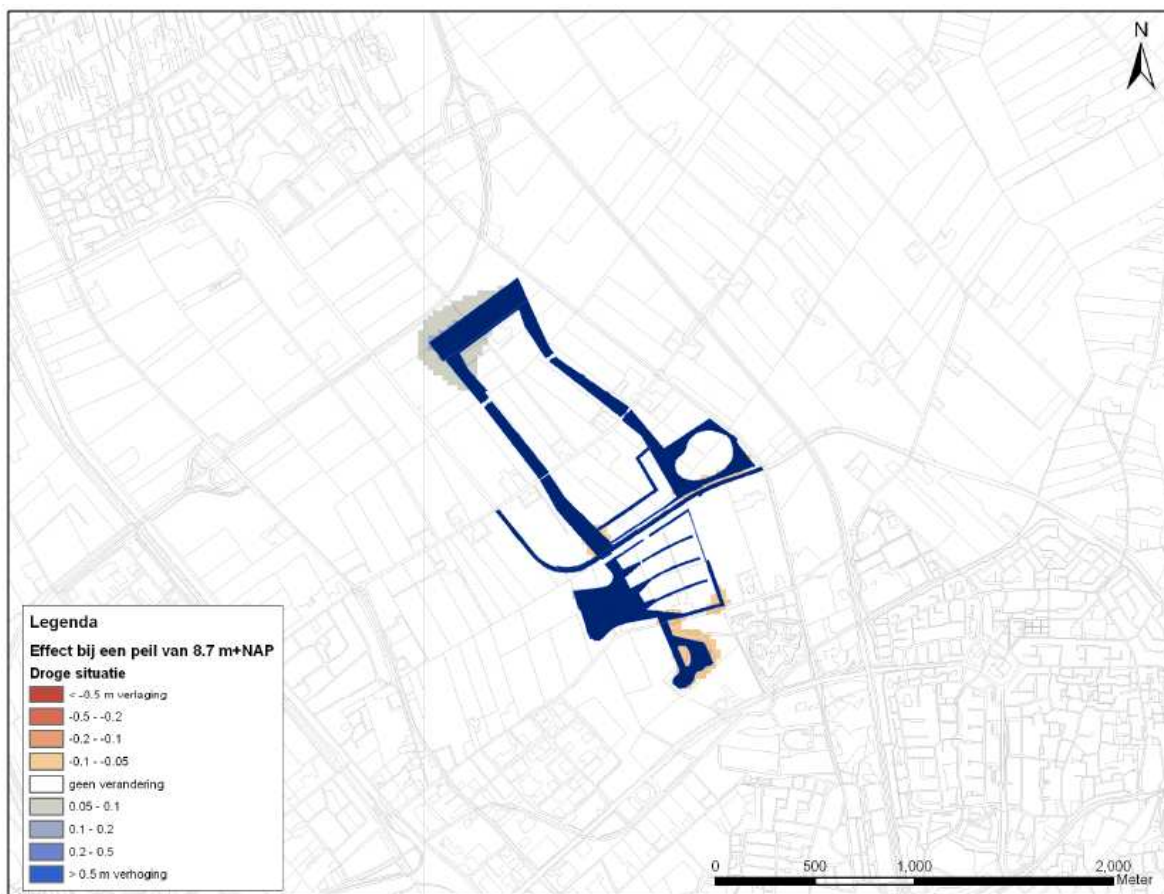 N
Legenda
Effect bij een peil van 8.7 m+NAP
Droge situatie
< -0.5 m verlaging
-0.5 - -0.2
-0.2 - -0.1
-0.1 - -0.05
geen verandering
0.05 - 0.1
0.1 - 0.2
0.2 - 0.5
> 0.5 m verhoging
0 500 1,000 2,000
Meter